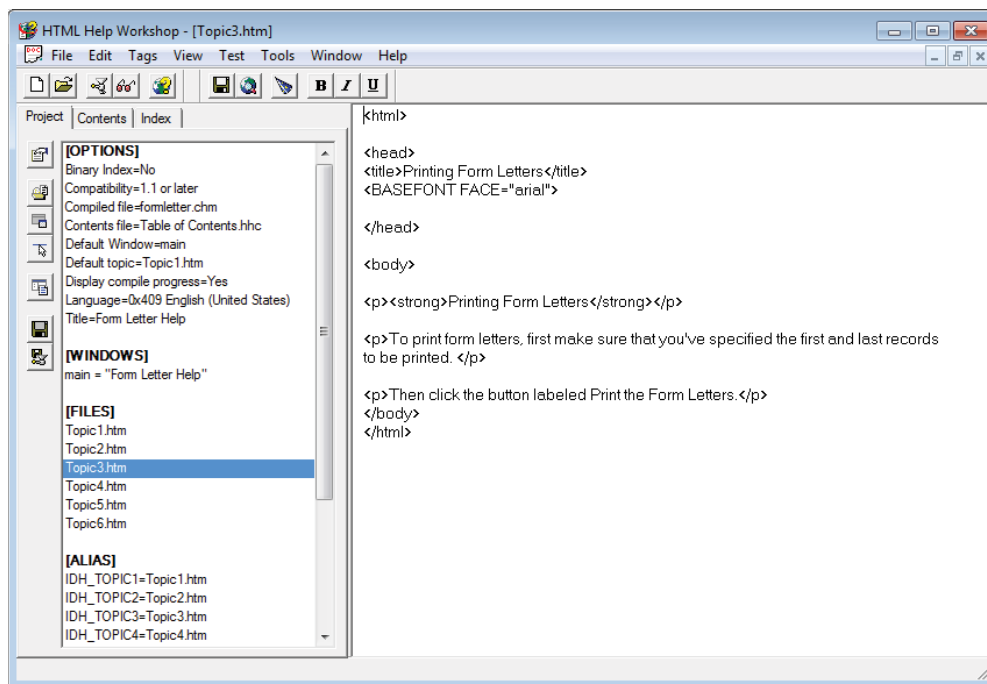 HTML Help Workshop - [Topic3.htm]
File Edit Tags View Test Tools Window Help
B I U
Project Contents Index
[OPTIONS]
Binary Index=No
Compatibility=1.1 or later
Compiled file=formletter.chm
Contents file=Table of Contents.hhc
Default Window=main
Default topic=Topic1.htm
Display compile progress=Yes
Language=0x409 English (United States)
Title=Form Letter Help
[WINDOWS]
main = "Form Letter Help"
[FILES]
Topic1.htm
Topic2.htm
Topic3.htm
Topic4.htm
Topic5.htm
Topic6.htm
[ALIAS]
IDH_TOPIC1=Topic1.htm
IDH_TOPIC2=Topic2.htm
IDH_TOPIC3=Topic3.htm
IDH_TOPIC4=Topic4.htm
<html>
<head>
<title>Printing Form Letters</title>
<BASEFONT FACE="arial">
</head>
<body>
<p><strong>Printing Form Letters</strong></p>
<p>To print form letters, first make sure that you've specified the first and last records
to be printed. </p>
<p>Then click the button labeled Print the Form Letters.</p>
</body>
</html>